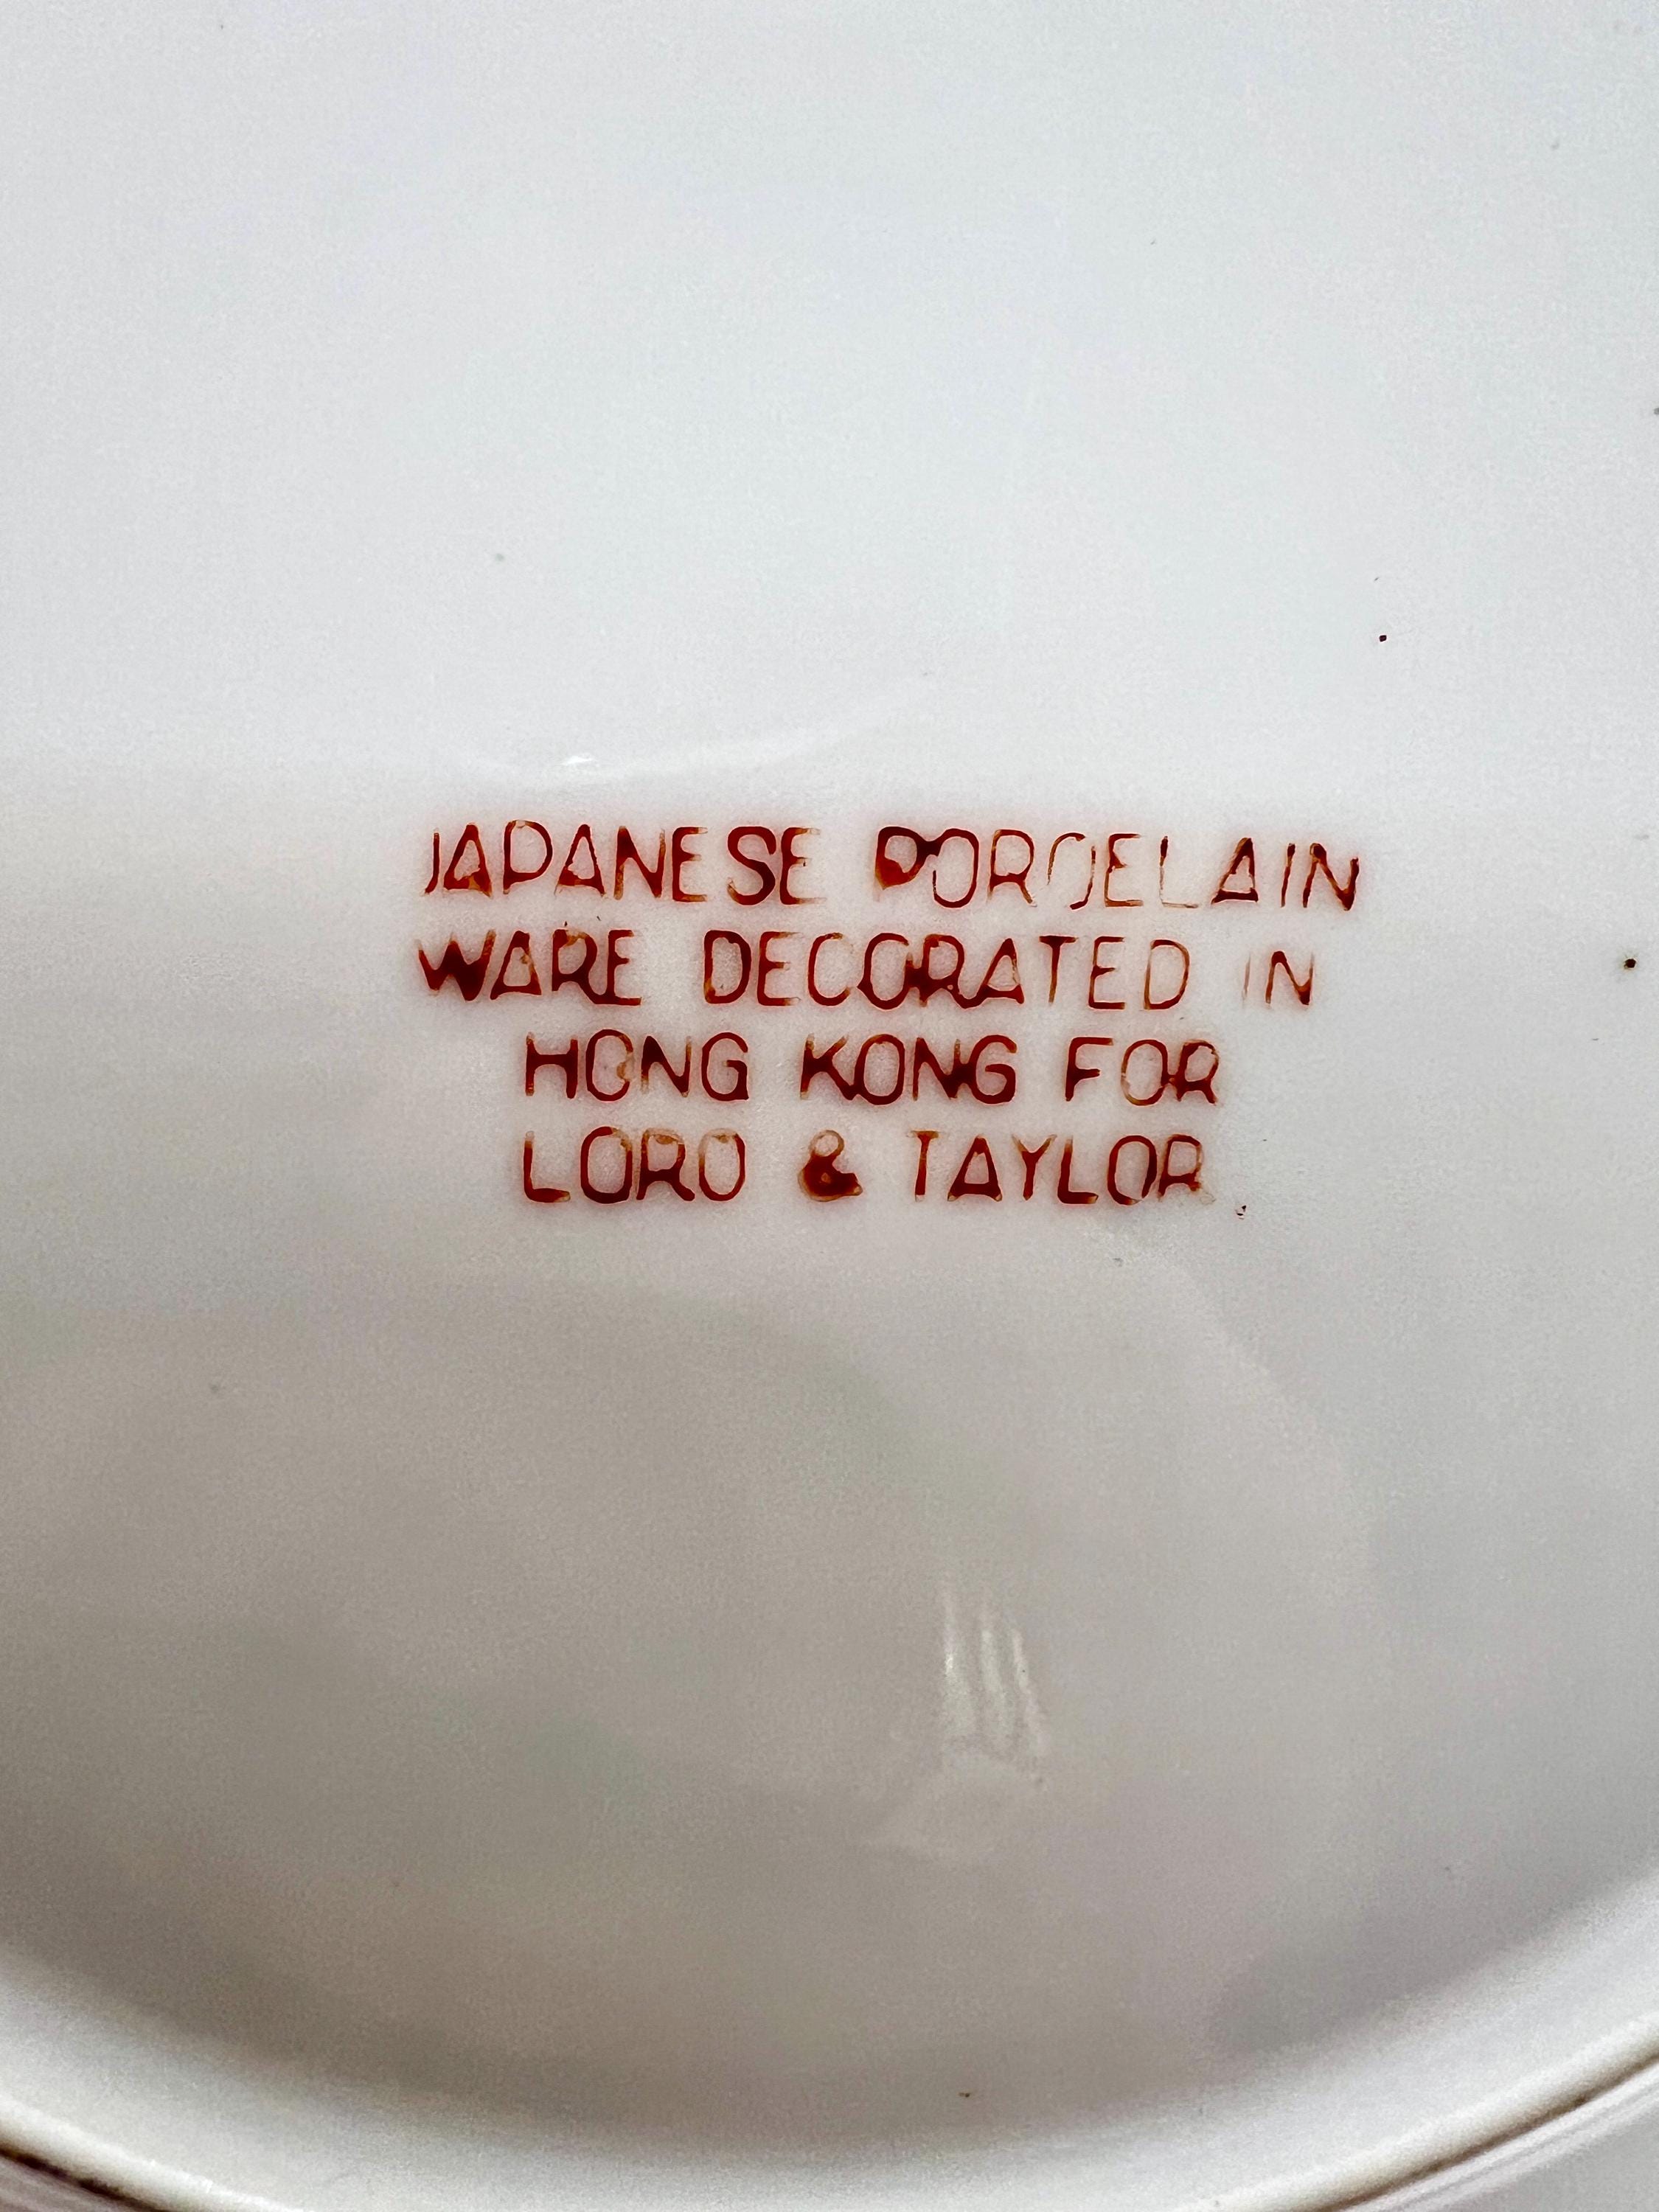 JAPANESE PORCELAIN
WARE DECORATED IN
HONG KONG FOR
LORD & TAYLOR